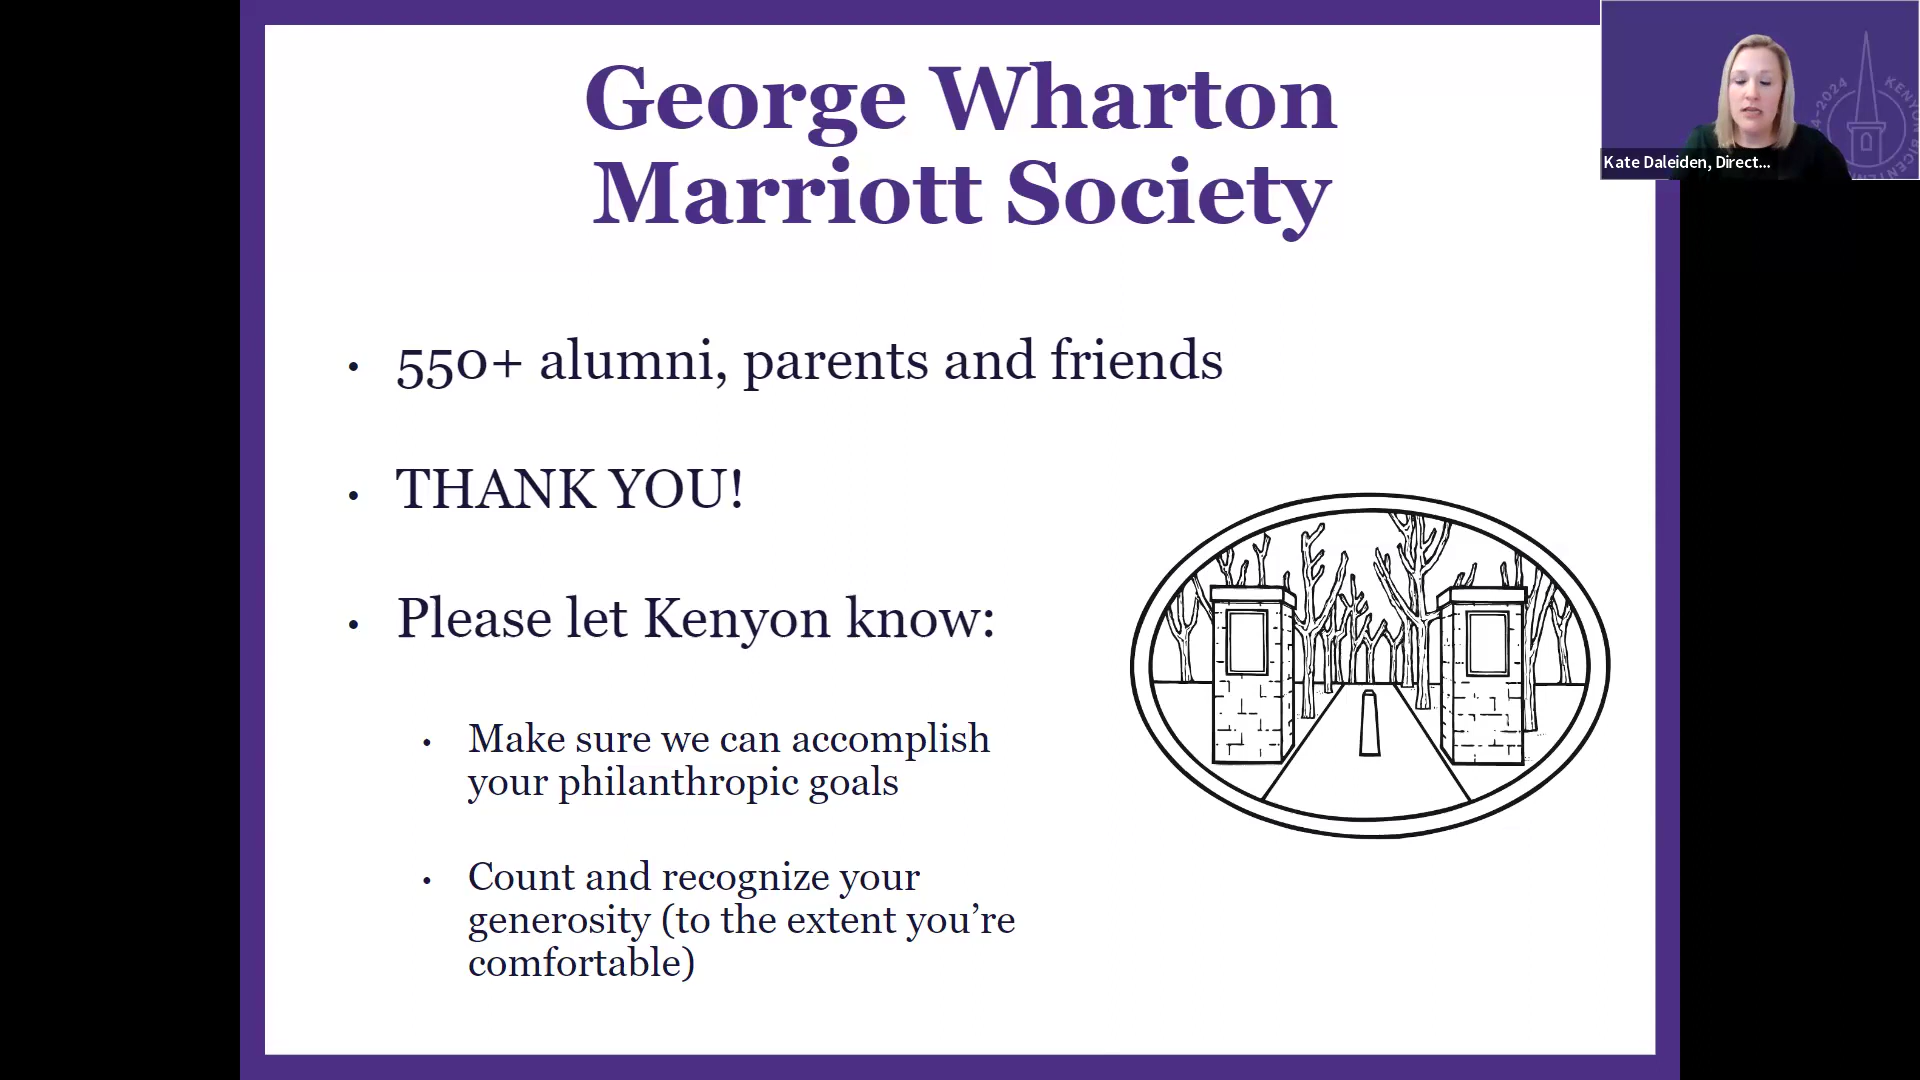 George Wharton
Marriott Society
• 550+ alumni, parents and friends
• THANK YOU!
• Please let Kenyon know:
• Make sure we can accomplish
your philanthropic goals
• Count and recognize your
generosity (to the extent you’re
comfortable)
Kate Daleiden, Direct...